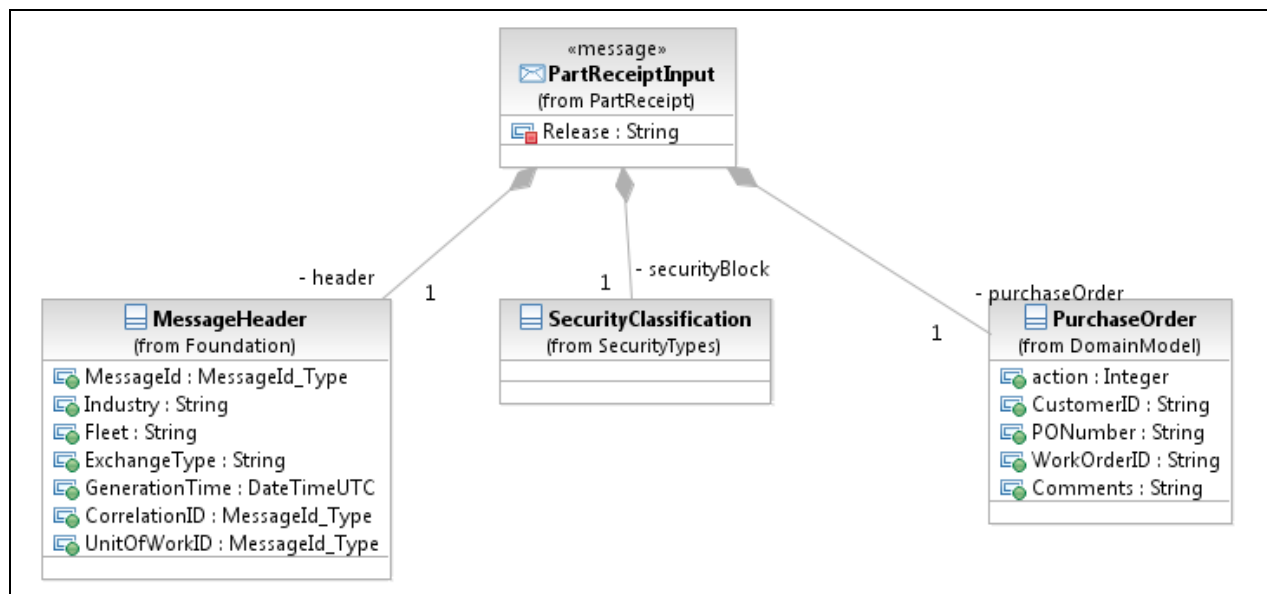 «message»
PartReceiptInput
(from PartReceipt)
Release : String
- header
1
- securityBlock
1
- purchaseOrder
1
MessageHeader
(from Foundation)
MessageId : MessageId_Type
Industry : String
Fleet : String
ExchangeType : String
GenerationTime : DateTimeUTC
CorrelationID : MessageId_Type
UnitOfWorkID : MessageId_Type
SecurityClassification
(from SecurityTypes)
PurchaseOrder
(from DomainModel)
action : Integer
CustomerID : String
PONumber : String
WorkOrderID : String
Comments : String